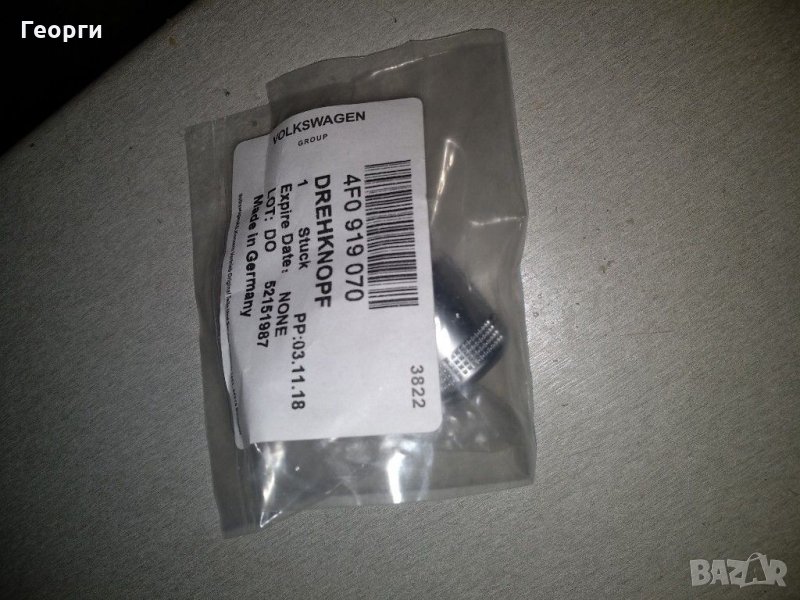 Георги
VOLKSWAGEN
GROUP
4F0 919 070
DREHKNOPF
1 Stuck PP:03.11.18
Expire Date: NONE
LOT: DO 52151987
Made in Germany
3822
BAZAR